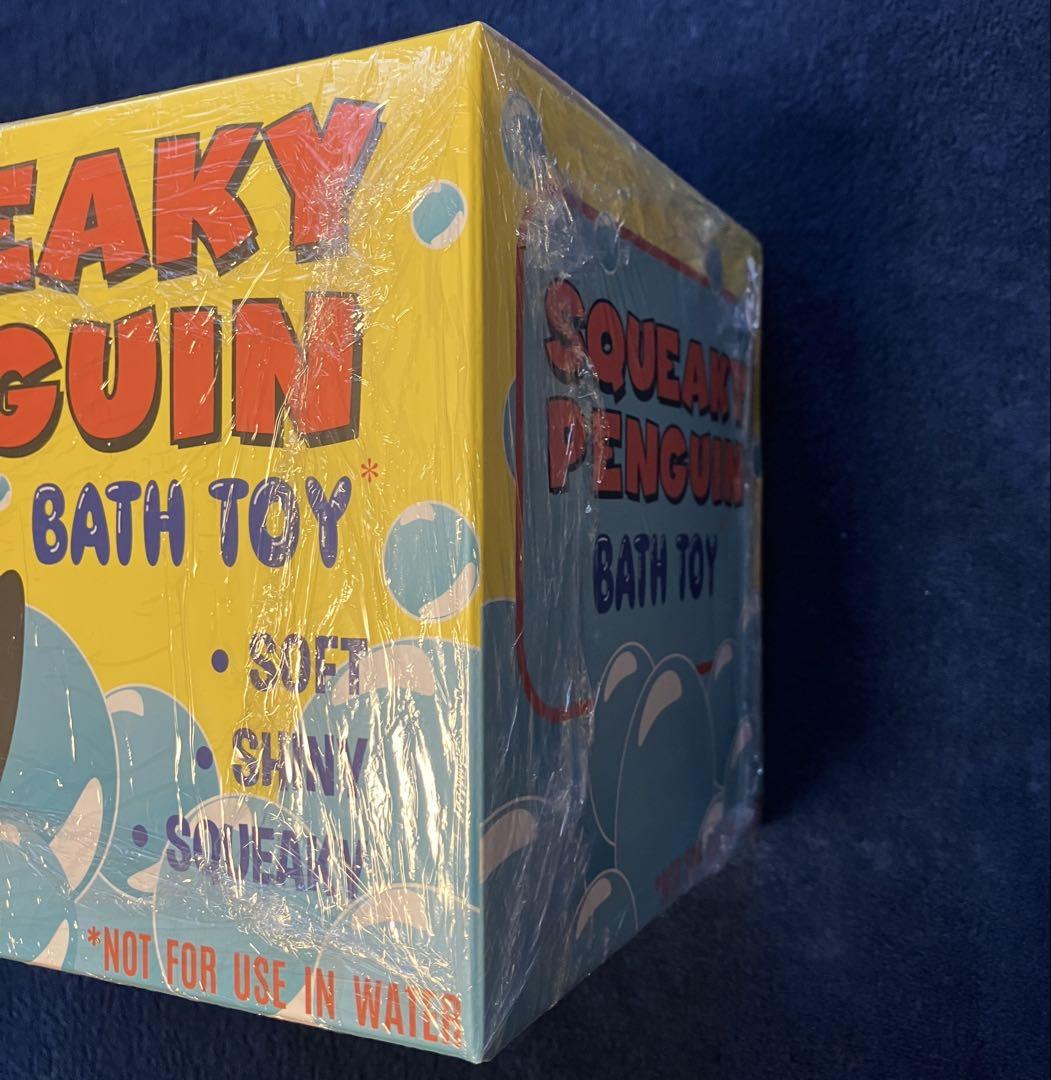 EAKY
GUIN
BATH TOY*
• SOFT
• SHINY
• SQUEAKY
*NOT FOR USE IN WATER
SQUEAKY
PENGUIN
BATH TOY